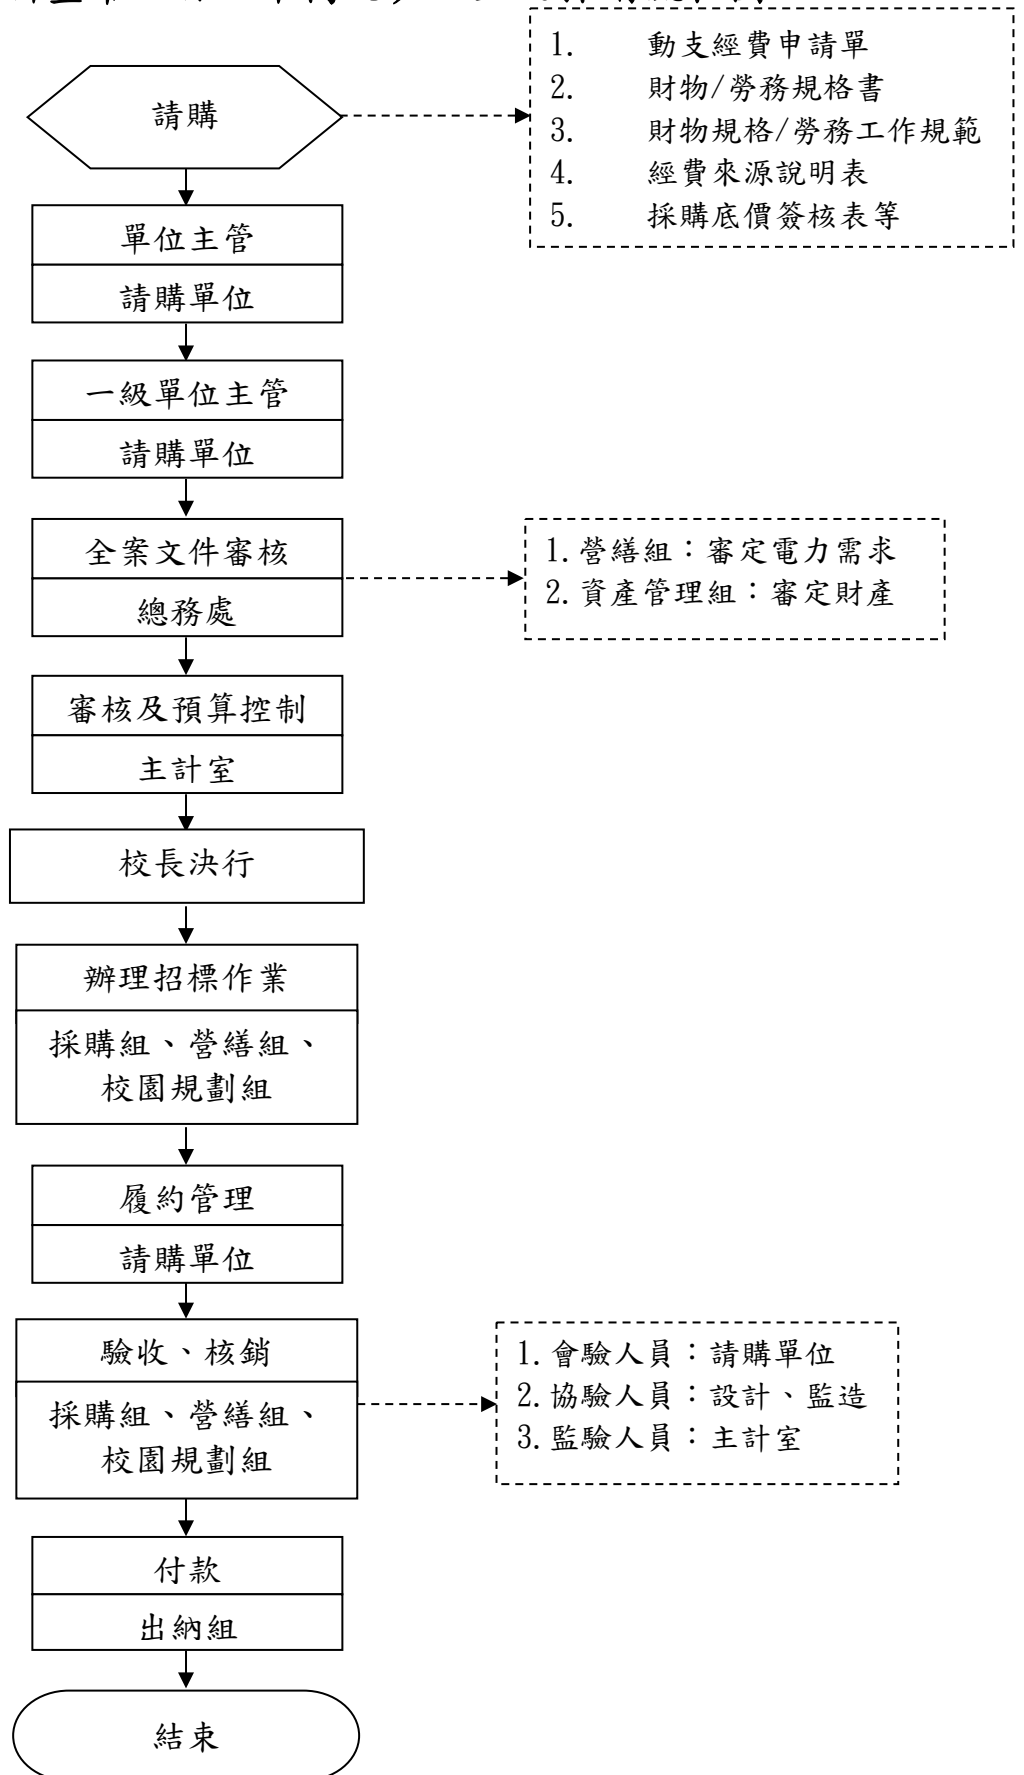 請購
1. 動支經費申請單
2. 財物/勞務規格書
3. 財物規格/勞務工作規範
4. 經費來源說明表
5. 採購底價簽核表等
單位主管
請購單位
一級單位主管
請購單位
全案文件審核
總務處
1.營繕組：審定電力需求
2.資產管理組：審定財產
審核及預算控制
主計室
校長決行
辦理招標作業
採購組、營繕組、
校園規劃組
履約管理
請購單位
驗收、核銷
採購組、營繕組、
校園規劃組
1.會驗人員：請購單位
2.協驗人員：設計、監造
3.監驗人員：主計室
付款
出納組
結束